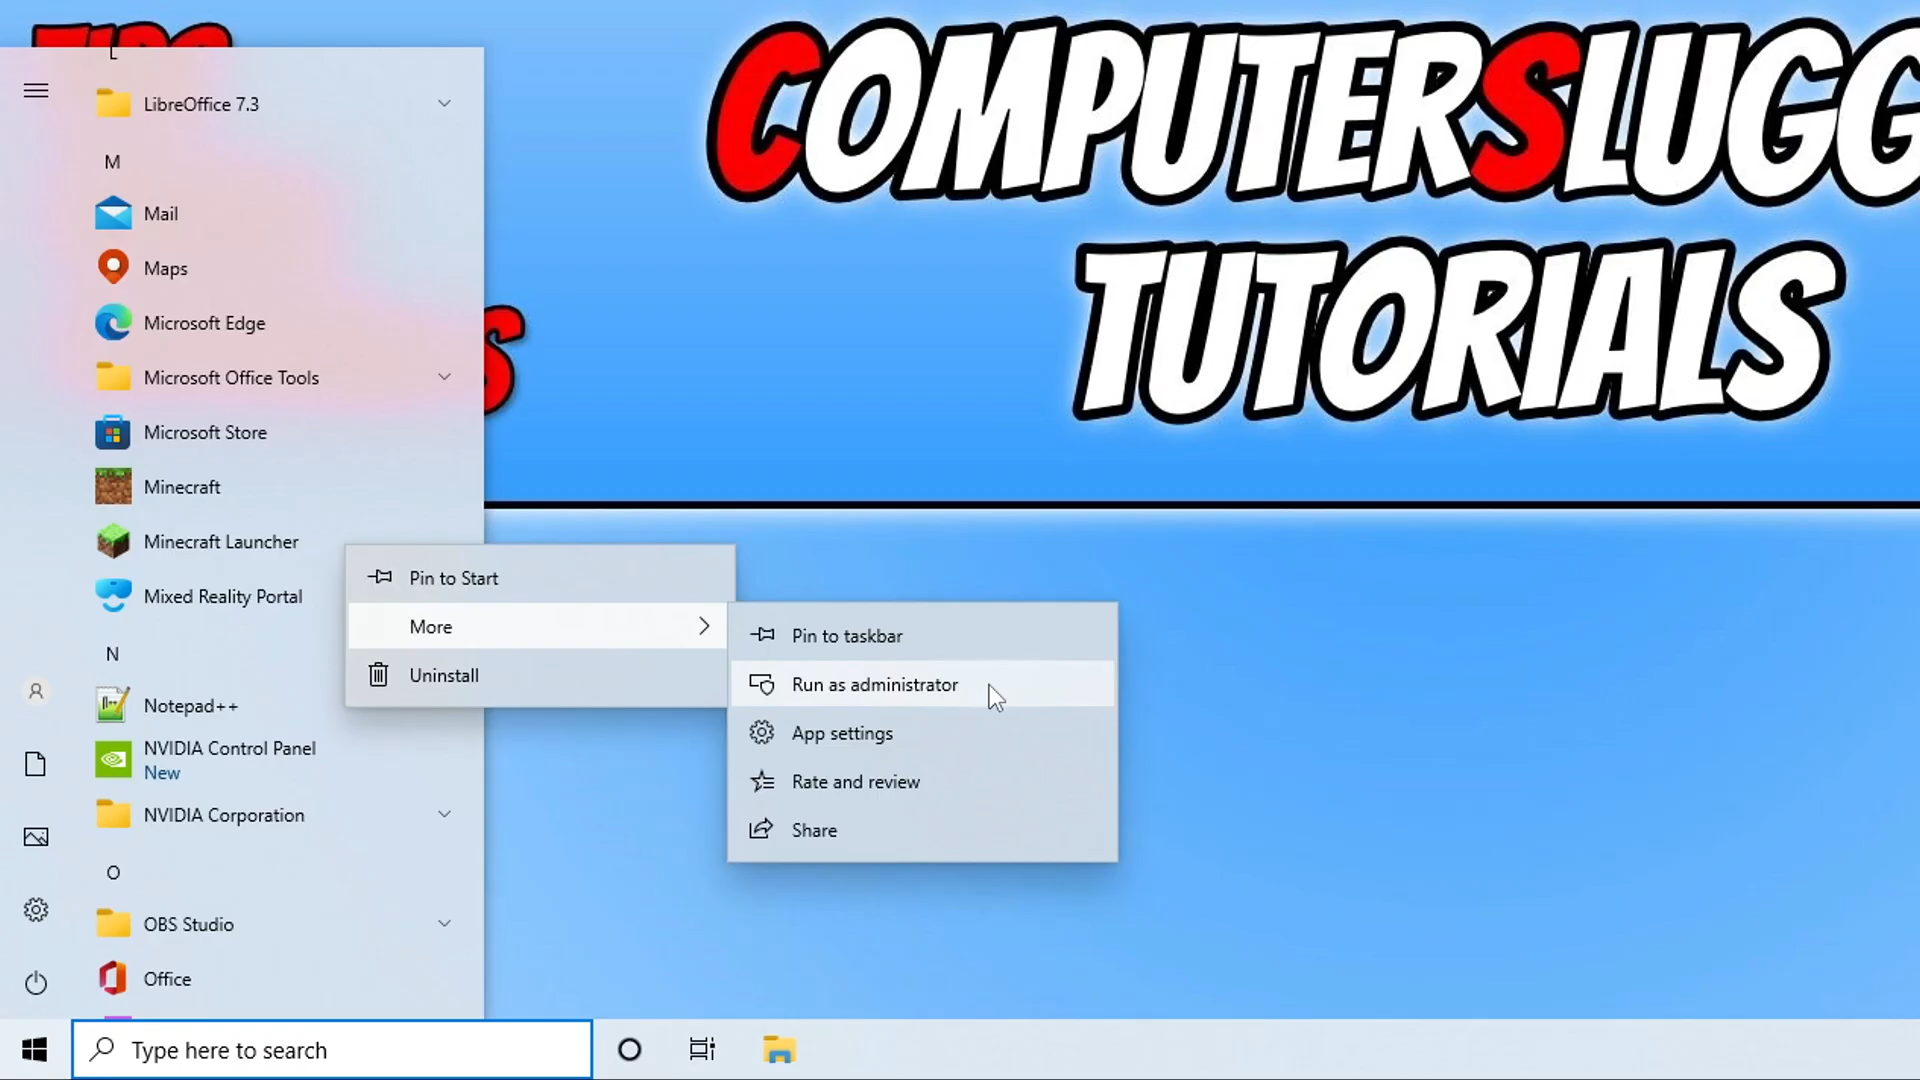 COMPUTERSLUGG
TUTORIALS
L
LibreOffice 7.3
M
Mail
Maps
Microsoft Edge
Microsoft Office Tools
Microsoft Store
Minecraft
Minecraft Launcher
Mixed Reality Portal
N
Notepad++
NVIDIA Control Panel
New
NVIDIA Corporation
O
OBS Studio
Office
Pin to Start
More
Uninstall
Pin to taskbar
Run as administrator
App settings
Rate and review
Share
Type here to search